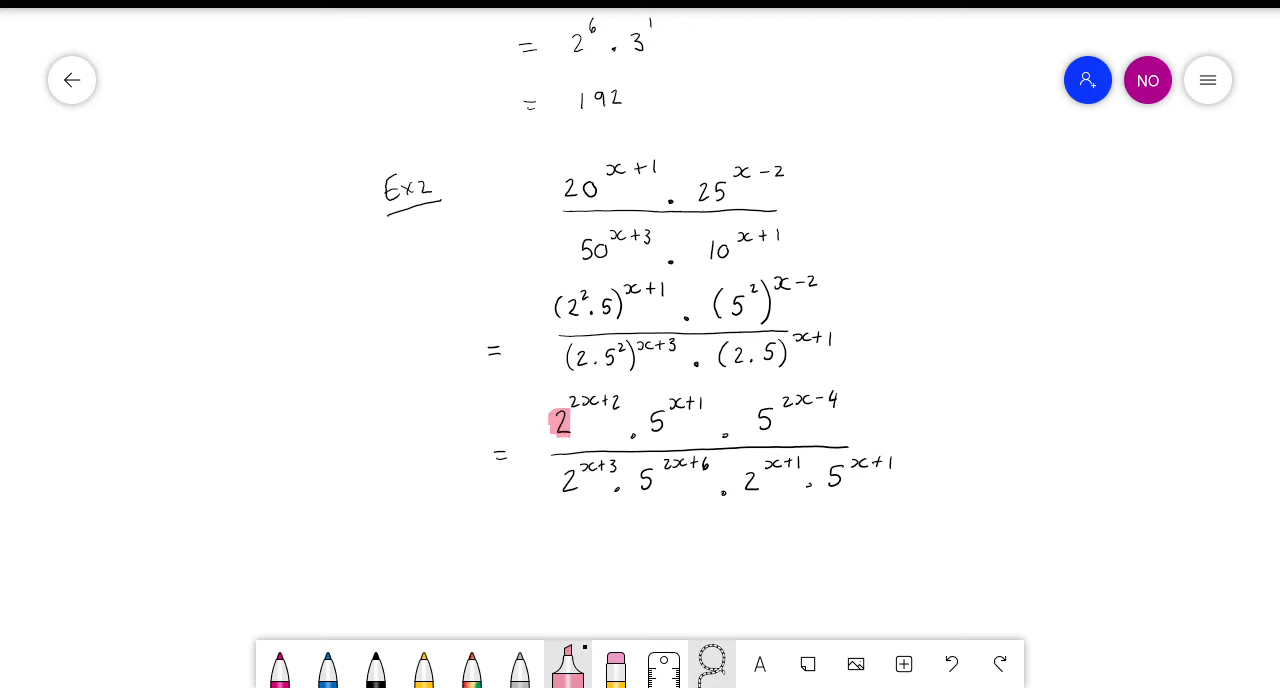 = 2^6 . 3^1
NO
= 192
Ex2
20^(x+1) . 25^(x-2)
50^(x+3) . 10^(x+1)
(2^2 . 5)^(x+1) . (5^2)^(x-2)
=
(2 . 5^2)^(x+3) . (2 . 5)^(x+1)
2^(2x+2) . 5^(x+1) . 5^(2x-4)
=
2^(x+3) . 5^(2x+6) . 2^(x+1) . 5^(x+1)
A